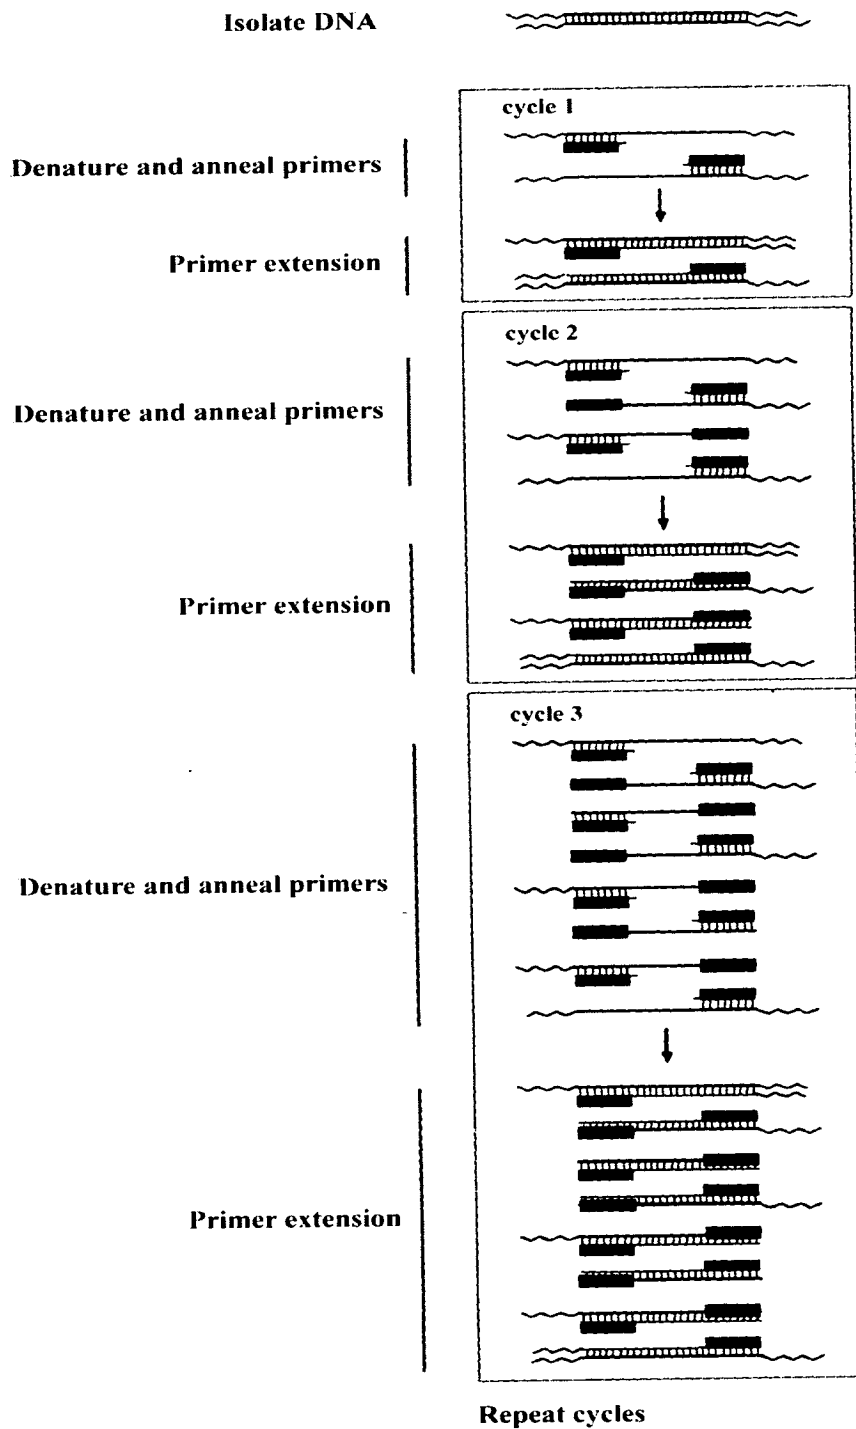 Isolate DNA
cycle 1
Denature and anneal primers
Primer extension
cycle 2
Denature and anneal primers
Primer extension
cycle 3
Denature and anneal primers
Primer extension
Repeat cycles